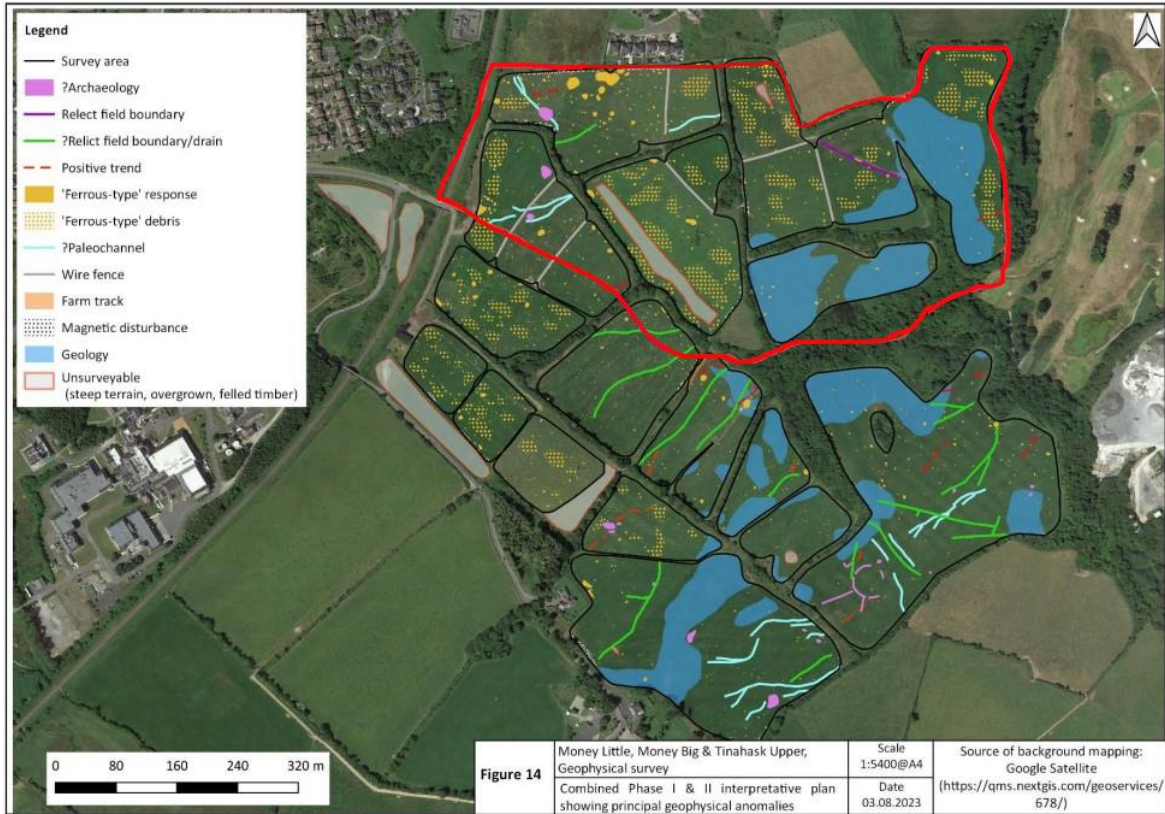 Legend
Survey area
?Archaeology
Relect field boundary
?Relict field boundary/drain
Positive trend
'Ferrous-type' response
'Ferrous-type' debris
?Paleochannel
Wire fence
Farm track
Magnetic disturbance
Geology
Unsurveyable
(steep terrain, overgrown, felled timber)
0 80 160 240 320 m
Figure 14
Money Little, Money Big & Tinahask Upper,
Geophysical survey
Combined Phase I & II interpretive plan
showing principal geophysical anomalies
Scale
1:5400@A4
Date
03.08.2023
Source of background mapping:
Google Satellite
(https://qms.nextgis.com/geoservices/
678/)